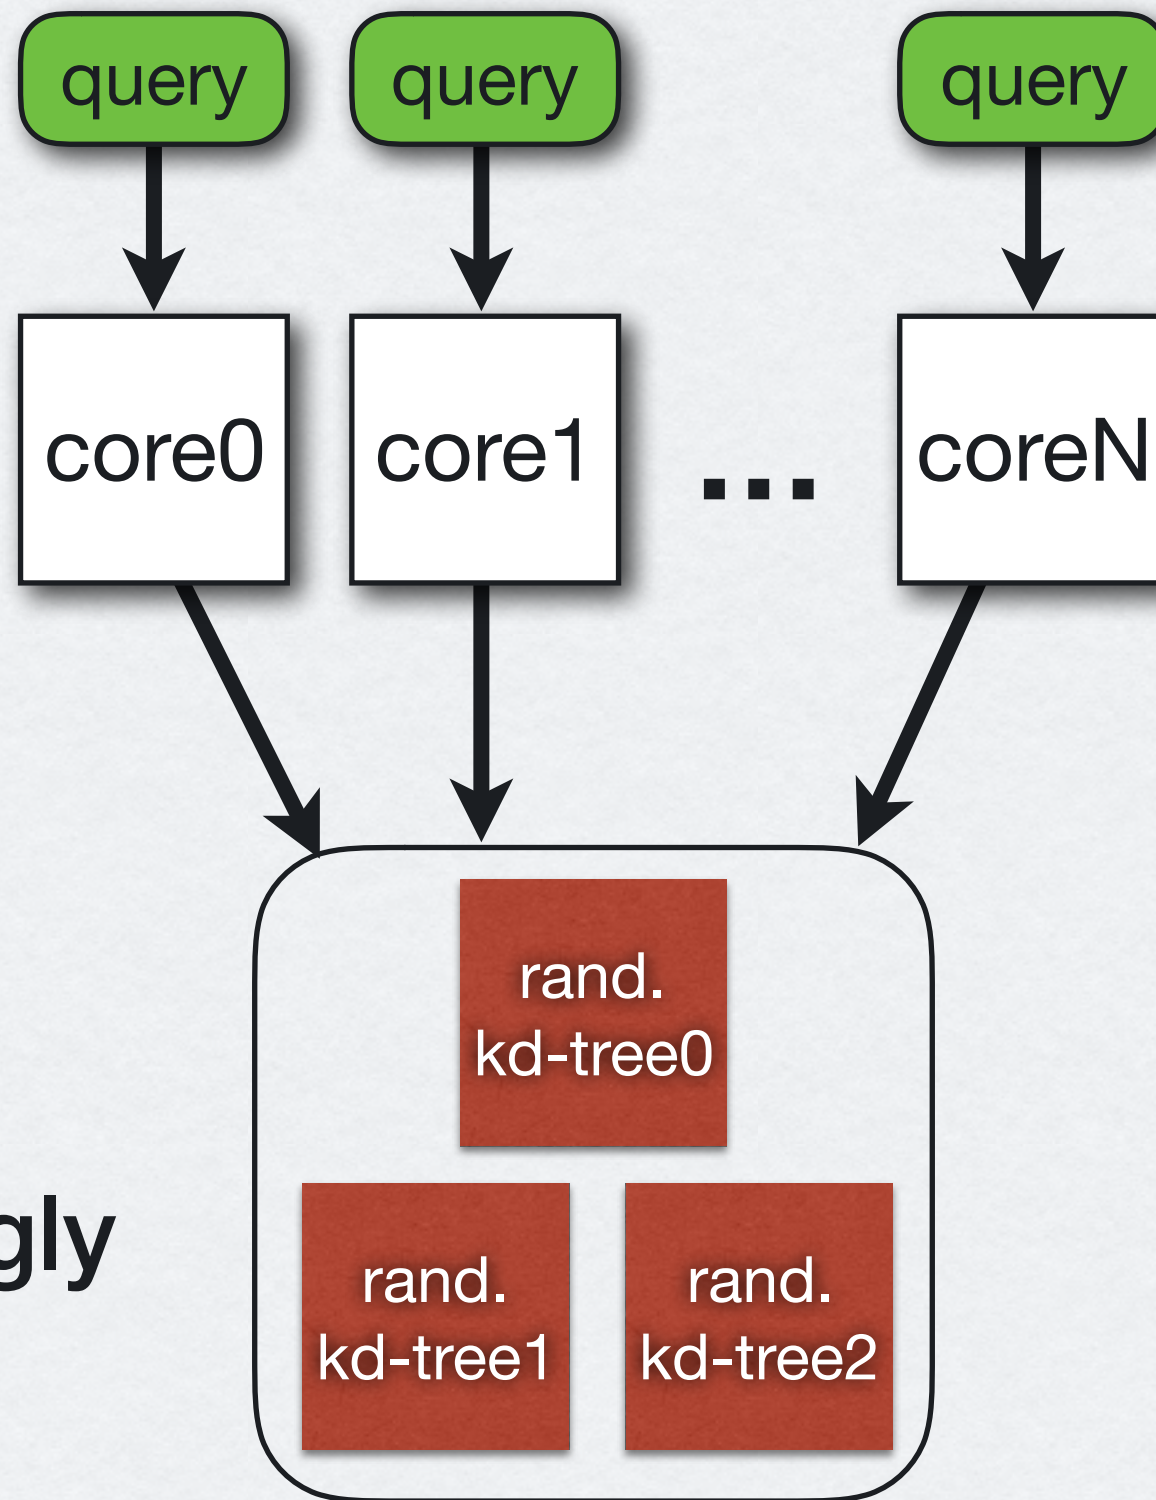 query
query
query
core0
core1
...
coreN
rand.
kd-tree0
gly
rand.
kd-tree1
rand.
kd-tree2